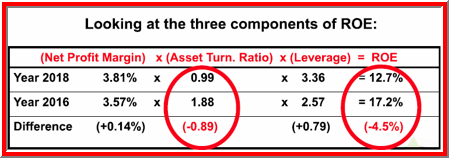 Looking at the three components of ROE:
(Net Profit Margin) x (Asset Turn. Ratio) x (Leverage) = ROE
Year 2018 3.81% x 0.99 x 3.36 = 12.7%
Year 2016 3.57% x 1.88 x 2.57 = 17.2%
Difference (+0.14%) (-0.89) (+0.79) (-4.5%)